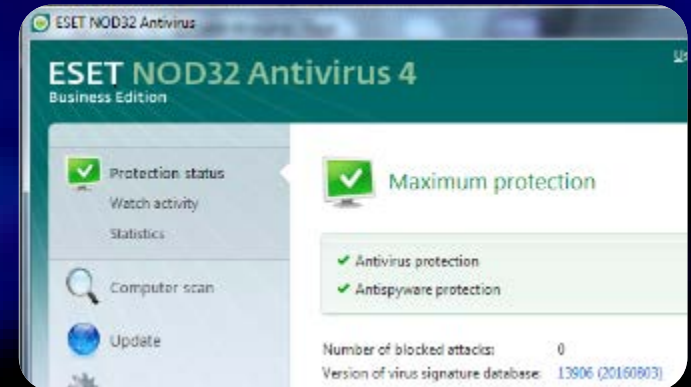 ESET NOD32 Antivirus
ESET NOD32 Antivirus 4
Business Edition
Protection status
Watch activity
Statistics
Computer scan
Update
Maximum protection
Antivirus protection
Antispyware protection
Number of blocked attacks: 0
Version of virus signature database: 13906 (20160803)